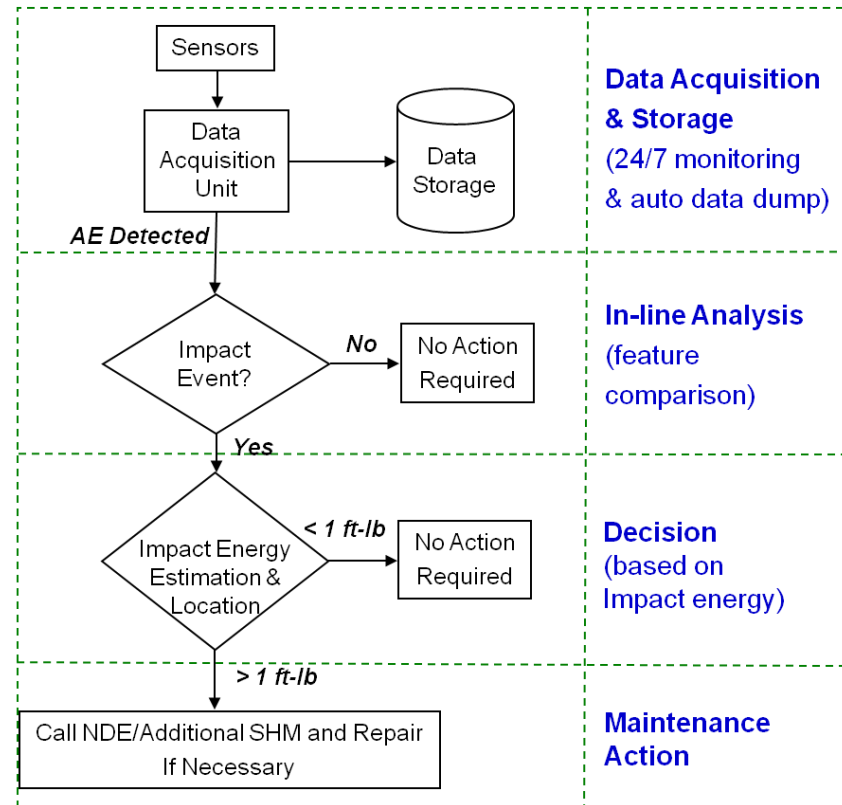 Sensors
Data
Acquisition
Unit
Data
Storage
Data Acquisition
& Storage
(24/7 monitoring
& auto data dump)
AE Detected
Impact
Event?
No
No Action
Required
In-line Analysis
(feature
comparison)
Yes
Impact Energy
Estimation &
Location
< 1 ft-lb
No Action
Required
Decision
(based on
Impact energy)
> 1 ft-lb
Call NDE/Additional SHM and Repair
If Necessary
Maintenance
Action